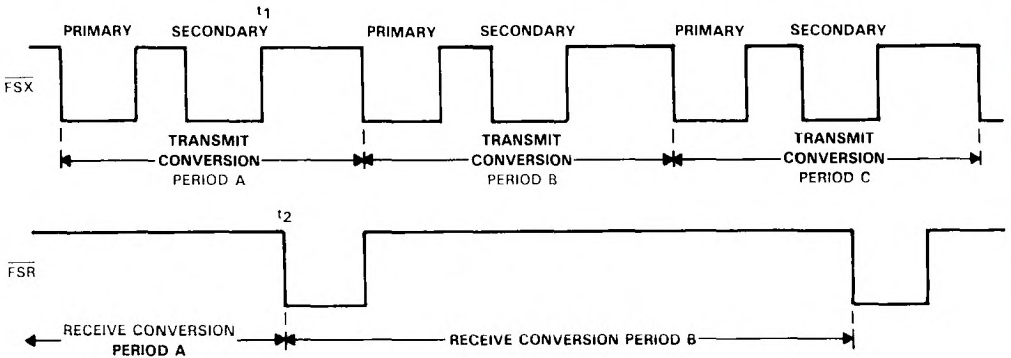 t1
PRIMARY SECONDARY PRIMARY SECONDARY PRIMARY SECONDARY
FSX
TRANSMIT
CONVERSION
PERIOD A
TRANSMIT
CONVERSION
PERIOD B
TRANSMIT
CONVERSION
PERIOD C
t2
FSR
RECEIVE CONVERSION
PERIOD A
RECEIVE CONVERSION PERIOD B